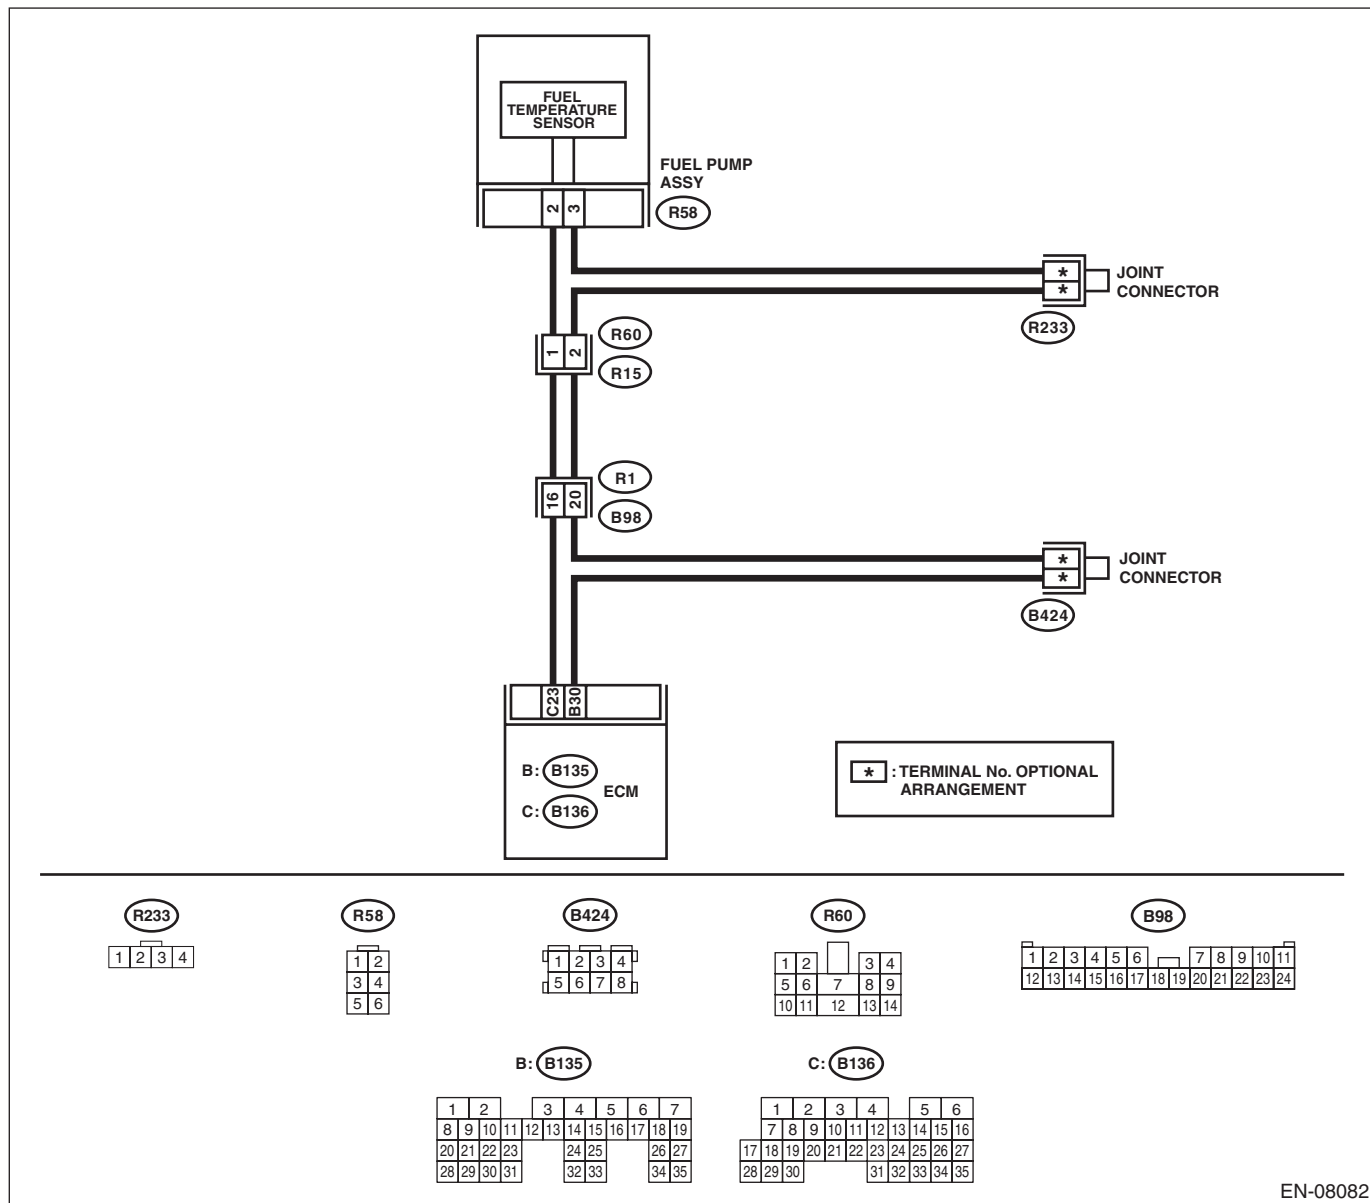 FUEL
TEMPERATURE
SENSOR
FUEL PUMP
ASSY
2 3
R58
* JOINT
* CONNECTOR
R233
1 2
R60
R15
16 20
R1
B98
* JOINT
* CONNECTOR
B424
C23 B30
B: B135
ECM
C: B136
* : TERMINAL No. OPTIONAL
ARRANGEMENT
R233
1 2 3 4
R58
1 2
3 4
5 6
B424
1 2 3 4
5 6 7 8
R60
1 2 3 4
5 6 7 8 9
10 11 12 13 14
B98
1 2 3 4 5 6 7 8 9 10 11
12 13 14 15 16 17 18 19 20 21 22 23 24
B: B135
1 2 3 4 5 6 7
8 9 10 11 12 13 14 15 16 17 18 19
20 21 22 23 24 25 26 27
28 29 30 31 32 33 34 35
C: B136
1 2 3 4 5 6
7 8 9 10 11 12 13 14 15 16
17 18 19 20 21 22 23 24 25 26 27
28 29 30 31 32 33 34 35
EN-08082